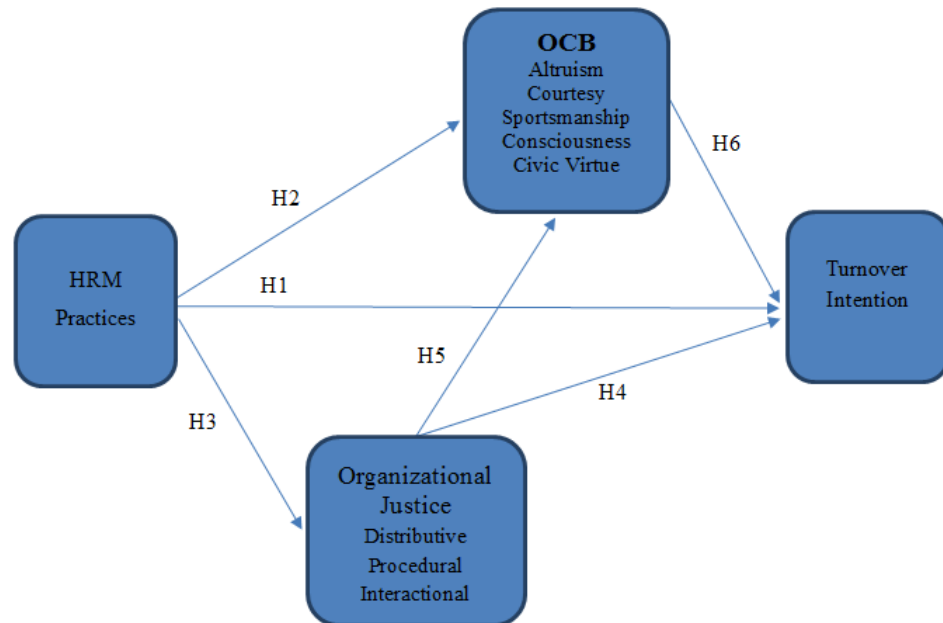 OCB
Altruism
Courtesy
Sportsmanship
Consciousness
Civic Virtue
H6
H2
HRM
Practices
H1
Turnover
Intention
H5
H4
H3
Organizational
Justice
Distributive
Procedural
Interactional